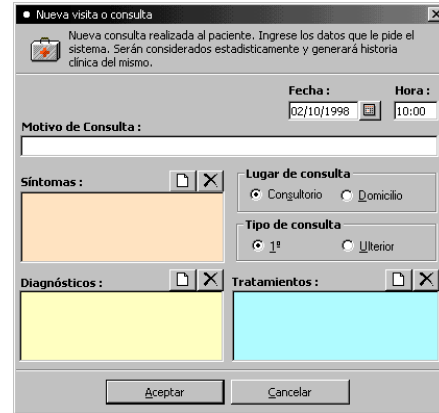 Nueva visita o consulta
Nueva consulta realizada al paciente. Ingrese los datos que le pide el
sistema. Serán considerados estadisticamente y generará historia
clínica del mismo.
Fecha : Hora :
02/10/1998 10:00
Motivo de Consulta :
Síntomas :
Lugar de consulta
Consultorio Domicilio
Tipo de consulta
1ª Ulterior
Diagnósticos : Tratamientos :
Aceptar Cancelar